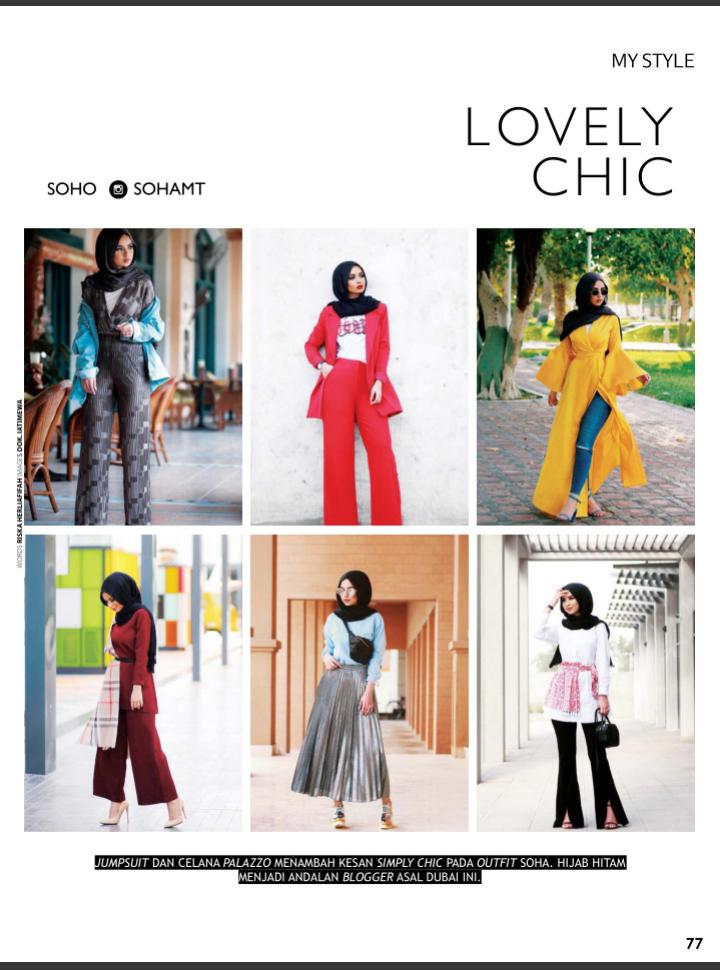 MY STYLE
LOVELY
CHIC
SOHO SOHAMT
WORDS RISKA HERLIAFIFAH IMAGES DOK. IATIMEWA
JUMPSUIT DAN CELANA PALAZZO MENAMBAH KESAN SIMPLY CHIC PADA OUTFIT SOHA. HIJAB HITAM
MENJADI ANDALAN BLOGGER ASAL DUBAI INI.
77